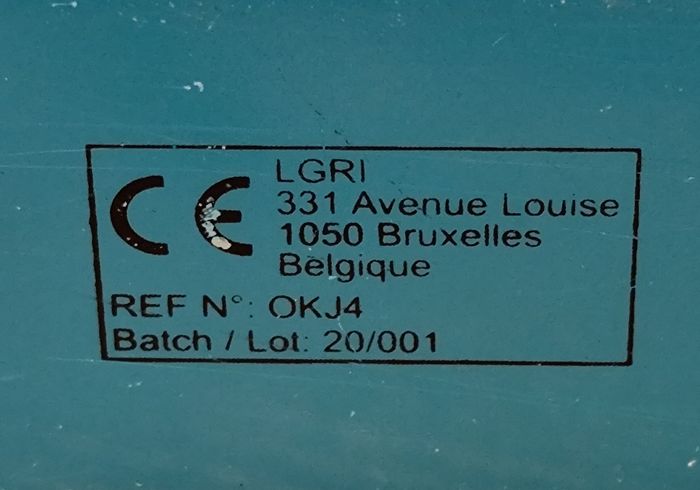 CE
LGRI
331 Avenue Louise
1050 Bruxelles
Belgique
REF N°: OKJ4
Batch / Lot: 20/001